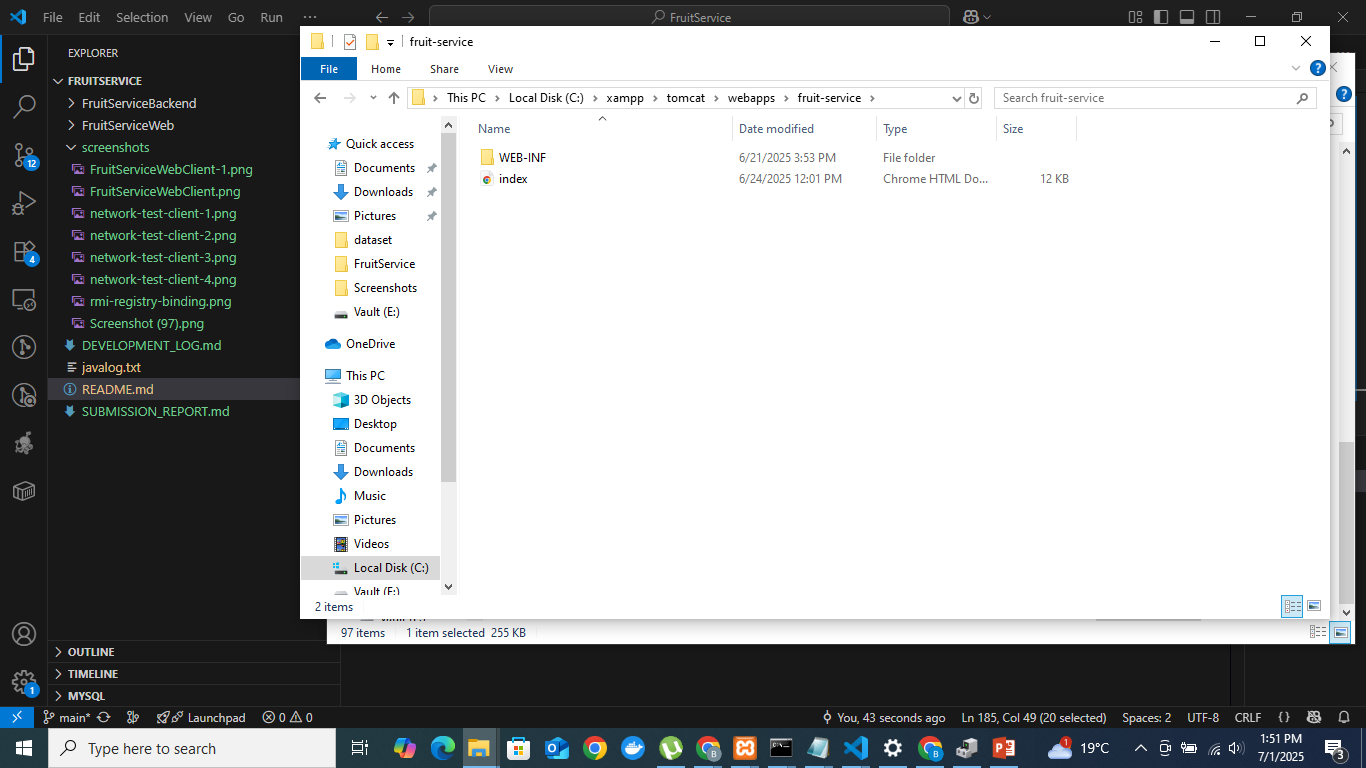 File Edit Selection View Go Run ··· FruitService
EXPLORER
FRUITSERVICE
FruitServiceBackend
FruitServiceWeb
screenshots
FruitServiceWebClient-1.png
FruitServiceWebClient.png
network-test-client-1.png
network-test-client-2.png
network-test-client-3.png
network-test-client-4.png
rmi-registry-binding.png
Screenshot (97).png
DEVELOPMENT_LOG.md
javalog.txt
README.md
SUBMISSION_REPORT.md
OUTLINE
TIMELINE
MYSQL
12
4
1
fruit-service
File Home Share View
This PC > Local Disk (C:) > xampp > tomcat > webapps > fruit-service >
Search fruit-service
Quick access
Documents
Downloads
Pictures
dataset
FruitService
Screenshots
Vault (E:)
OneDrive
This PC
3D Objects
Desktop
Documents
Downloads
Music
Pictures
Videos
Local Disk (C:)
Vault (E:)
Name Date modified Type Size
WEB-INF 6/21/2025 3:53 PM File folder
index 6/24/2025 12:01 PM Chrome HTML Do... 12 KB
2 items
97 items 1 item selected 255 KB
main* Launchpad 0 0 You, 43 seconds ago Ln 185, Col 49 (20 selected) Spaces: 2 UTF-8 CRLF { }
Type here to search
1
19°C
1:51 PM
7/1/2025
3